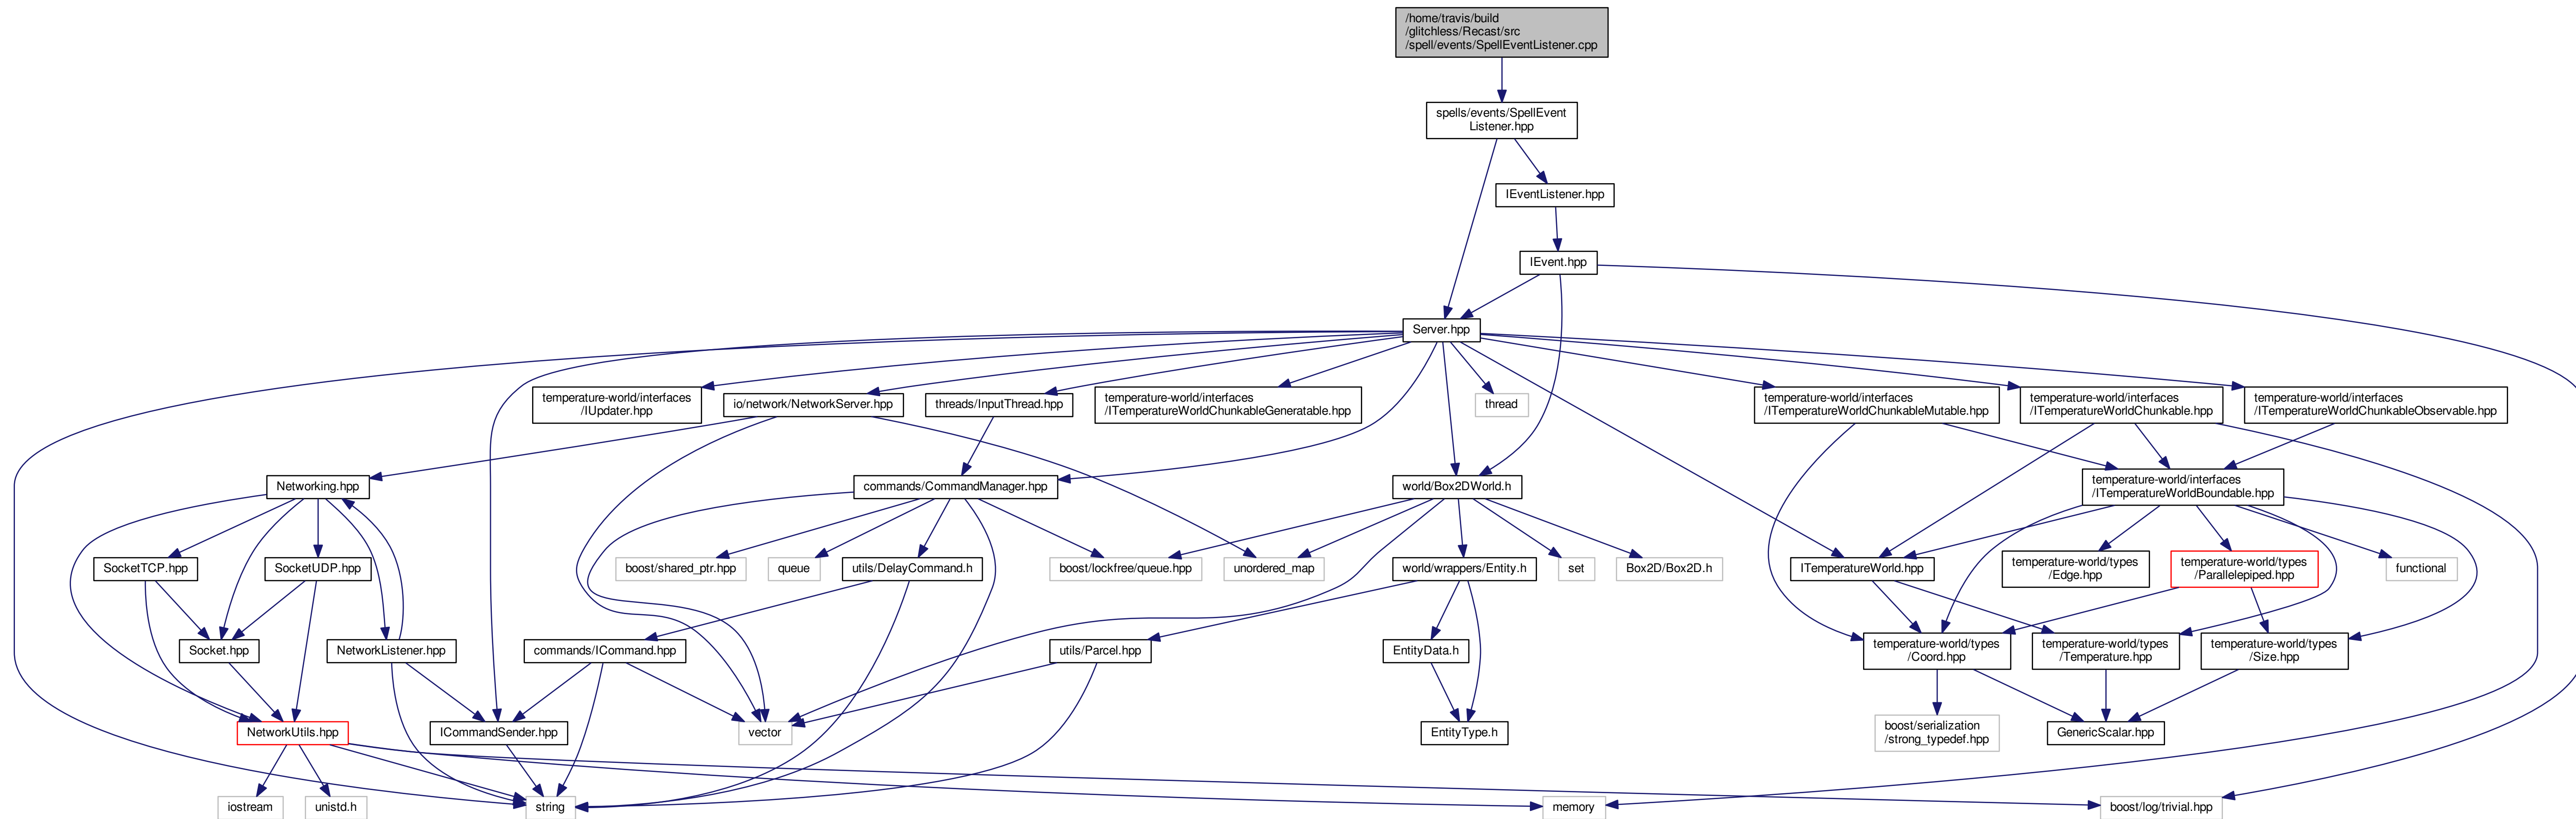 /home/travis/build
/glitchless/Recast/src
/spell/events/SpellEventListener.cpp
spells/events/SpellEvent
Listener.hpp
IEventListener.hpp
IEvent.hpp
Server.hpp
temperature-world/interfaces
/IUpdater.hpp
io/network/NetworkServer.hpp
threads/InputThread.hpp
temperature-world/interfaces
/ITemperatureWorldChunkableGeneratable.hpp
thread
temperature-world/interfaces
/ITemperatureWorldChunkableMutable.hpp
temperature-world/interfaces
/ITemperatureWorldChunkable.hpp
temperature-world/interfaces
/ITemperatureWorldChunkableObservable.hpp
Networking.hpp
commands/CommandManager.hpp
world/Box2DWorld.h
temperature-world/interfaces
/ITemperatureWorldBoundable.hpp
SocketTCP.hpp
SocketUDP.hpp
boost/shared_ptr.hpp
queue
utils/DelayCommand.h
boost/lockfree/queue.hpp
unordered_map
world/wrappers/Entity.h
set
Box2D/Box2D.h
ITemperatureWorld.hpp
temperature-world/types
/Edge.hpp
temperature-world/types
/Parallelepiped.hpp
functional
Socket.hpp
NetworkListener.hpp
commands/ICommand.hpp
utils/Parcel.hpp
EntityData.h
temperature-world/types
/Coord.hpp
temperature-world/types
/Temperature.hpp
temperature-world/types
/Size.hpp
NetworkUtils.hpp
ICommandSender.hpp
vector
EntityType.h
boost/serialization
/strong_typedef.hpp
GenericScalar.hpp
iostream
unistd.h
string
memory
boost/log/trivial.hpp